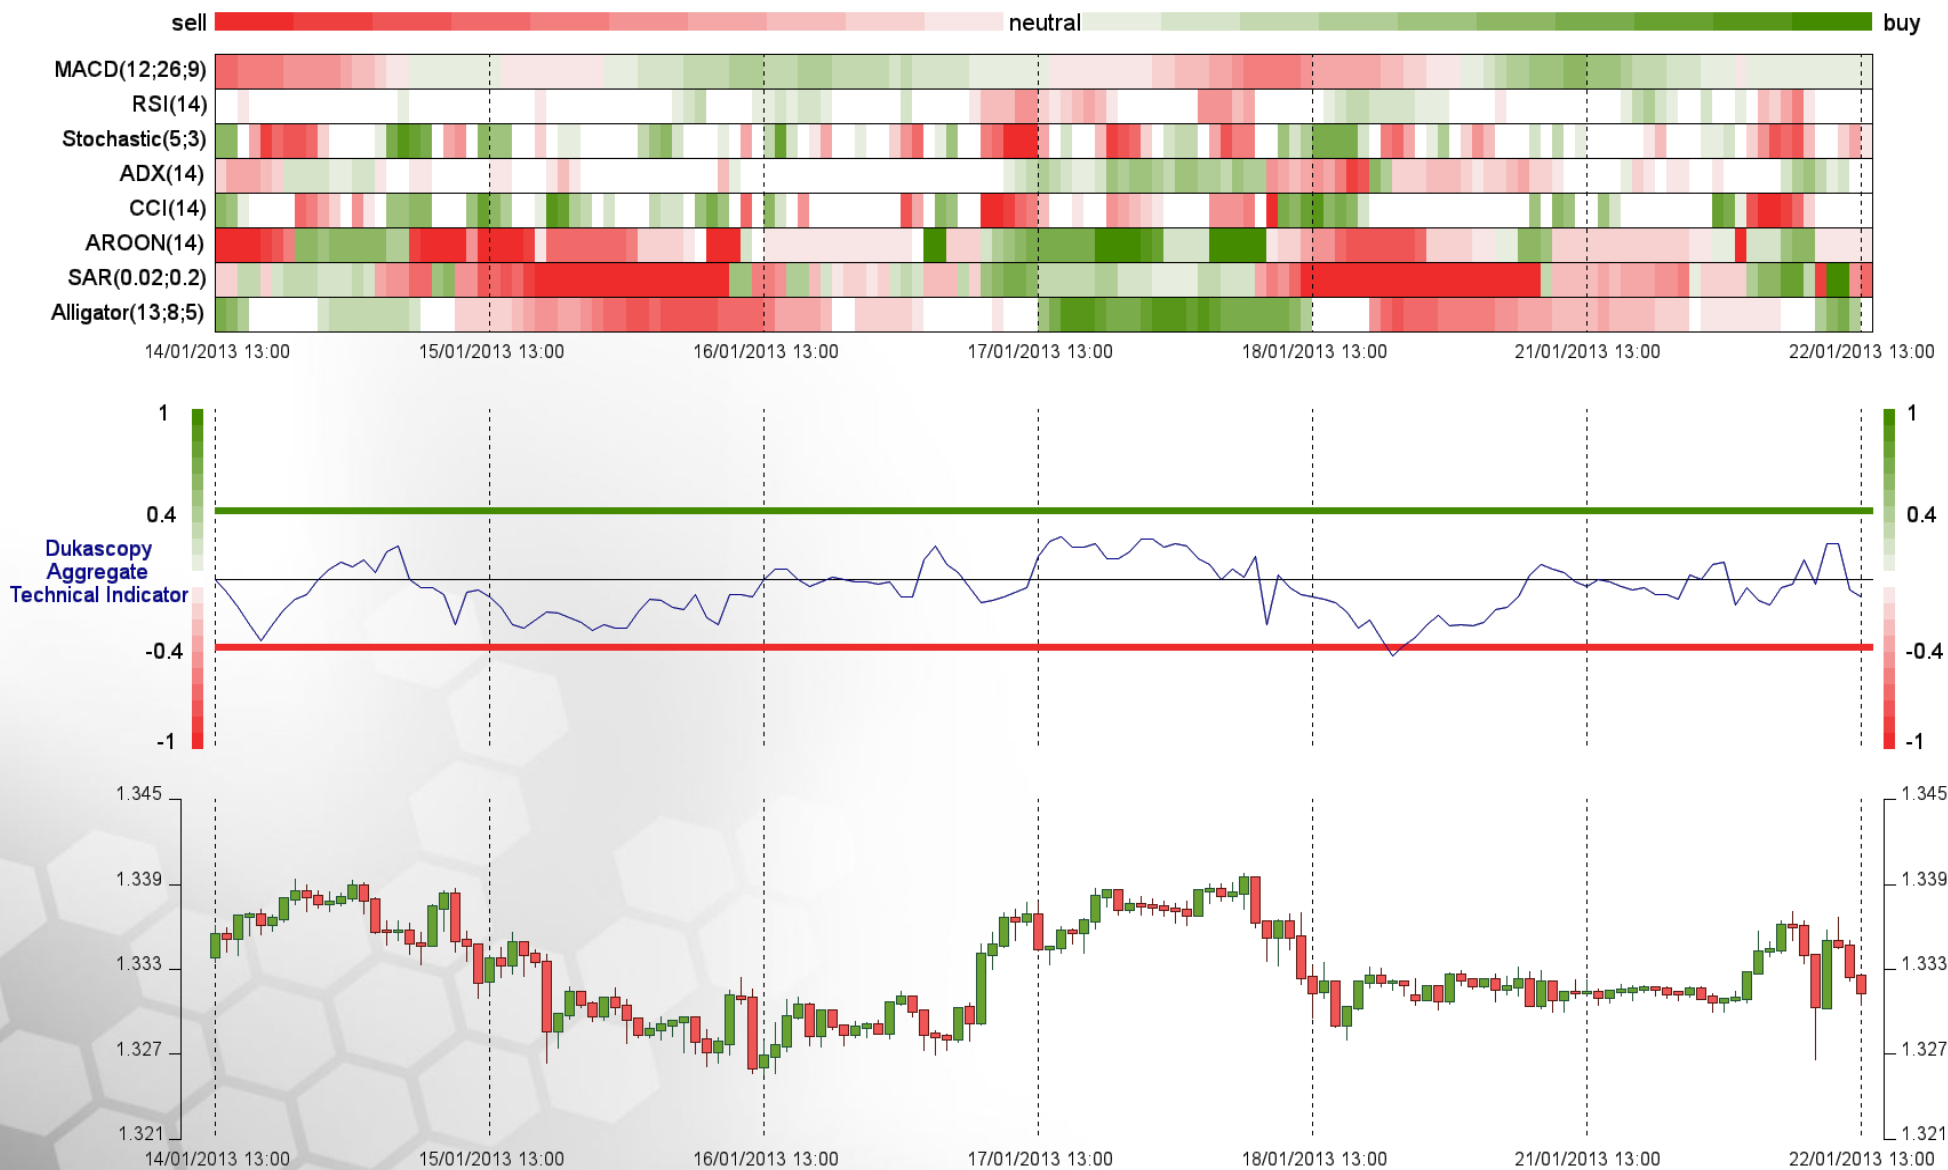 sell neutral buy
MACD(12;26;9)
RSI(14)
Stochastic(5;3)
ADX(14)
CCI(14)
AROON(14)
SAR(0.02;0.2)
Alligator(13;8;5)
14/01/2013 13:00 15/01/2013 13:00 16/01/2013 13:00 17/01/2013 13:00 18/01/2013 13:00 21/01/2013 13:00 22/01/2013 13:00
1 1
0.4 0.4
Dukascopy
Aggregate
Technical Indicator
-0.4 -0.4
-1 -1
1.345 1.345
1.339 1.339
1.333 1.333
1.327 1.327
1.321 1.321
14/01/2013 13:00 15/01/2013 13:00 16/01/2013 13:00 17/01/2013 13:00 18/01/2013 13:00 21/01/2013 13:00 22/01/2013 13:00